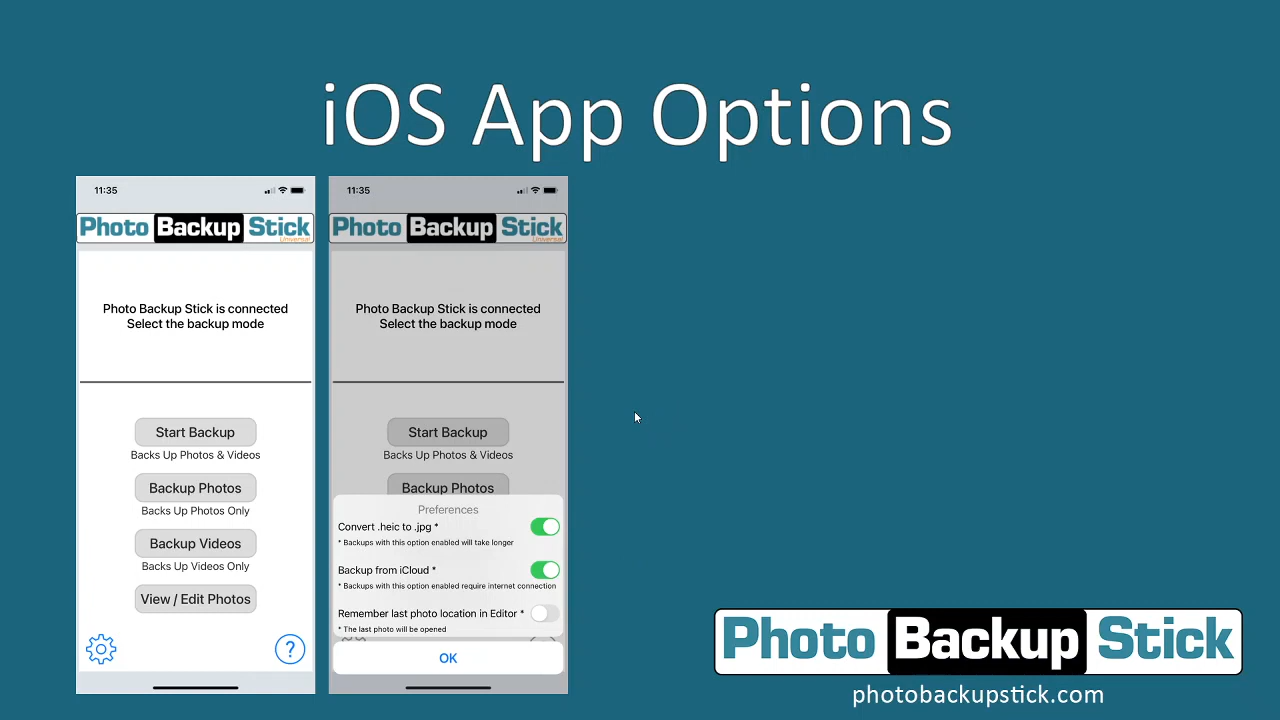 iOS App Options
11:35
Photo Backup Stick
Universal
Photo Backup Stick is connected
Select the backup mode
Start Backup
Backs Up Photos & Videos
Backup Photos
Backs Up Photos Only
Backup Videos
Backs Up Videos Only
View / Edit Photos
?
11:35
Photo Backup Stick
Universal
Photo Backup Stick is connected
Select the backup mode
Start Backup
Backs Up Photos & Videos
Backup Photos
Preferences
Convert .heic to .jpg *
* Backups with this option enabled will take longer
Backup from iCloud *
* Backups with this option enabled require internet connection
Remember last photo location in Editor *
* The last photo will be opened
OK
Photo Backup Stick
photobackupstick.com